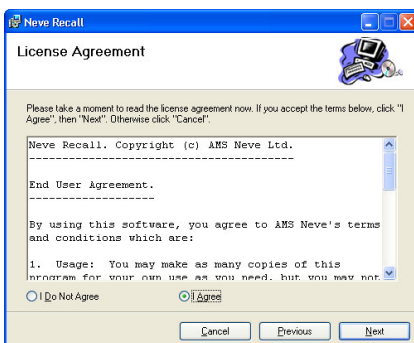 Neve Recall
License Agreement
Please take a moment to read the license agreement now. If you accept the terms below, click "I
Agree", then "Next". Otherwise click "Cancel".
Neve Recall. Copyright (c) AMS Neve Ltd.
----------------------------------------
End User Agreement.
-------------------
By using this software, you agree to AMS Neve's terms
and conditions which are:
1. Usage: You may make as many copies of this
program for your own use as you need, but you may not
I Do Not Agree
I Agree
Cancel
Previous
Next